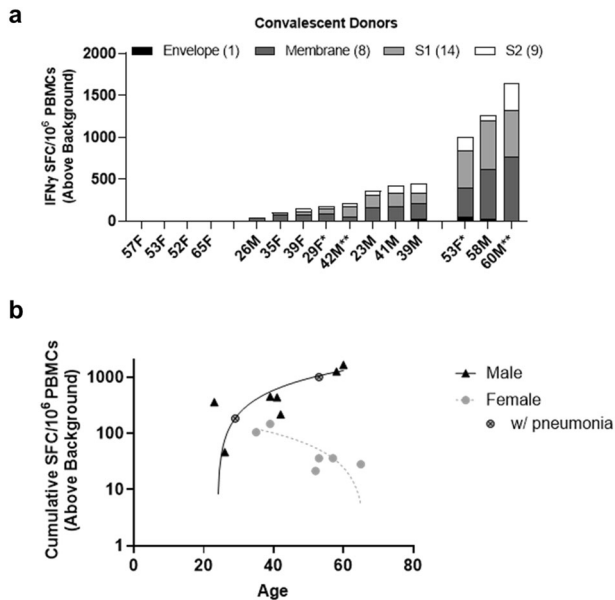 a
Convalescent Donors
Envelope (1) Membrane (8) S1 (14) S2 (9)
IFNγ SFC/10⁶ PBMCs
(Above Background)
2000
1500
1000
500
0
57F 53F 52F 65F 26M 35F 39F 29F* 42M** 23M 41M 39M 53F* 58M 60M**
b
Cumulative SFC/10⁶ PBMCs
(Above Background)
1000
100
10
1
0 20 40 60 80
Age
Male
Female
w/ pneumonia